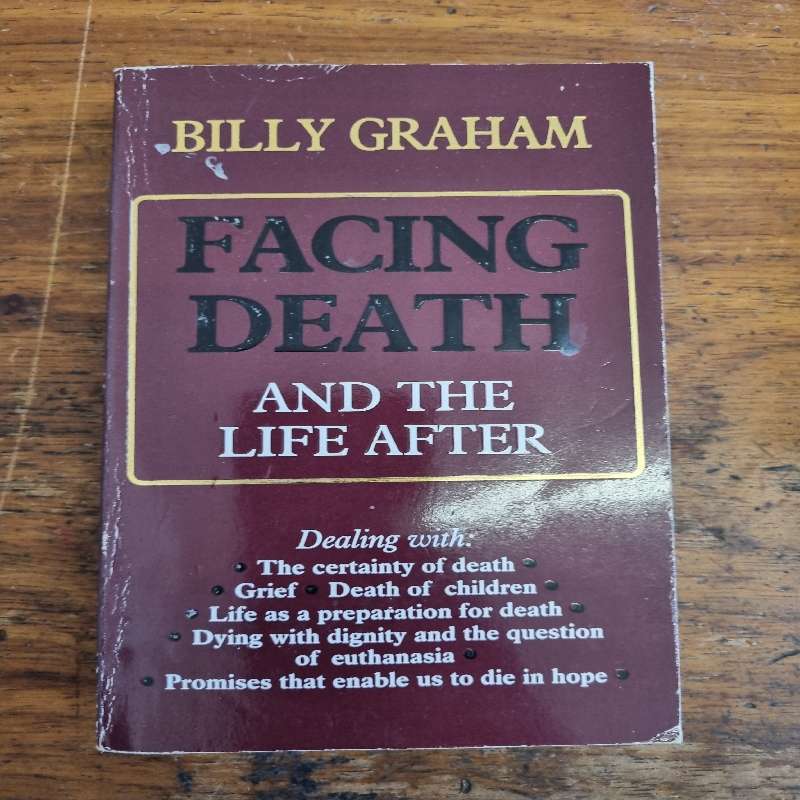 BILLY GRAHAM
FACING
DEATH
AND THE
LIFE AFTER
Dealing with:
• The certainty of death •
• Grief • Death of children •
• Life as a preparation for death •
• Dying with dignity and the question
of euthanasia •
• Promises that enable us to die in hope •